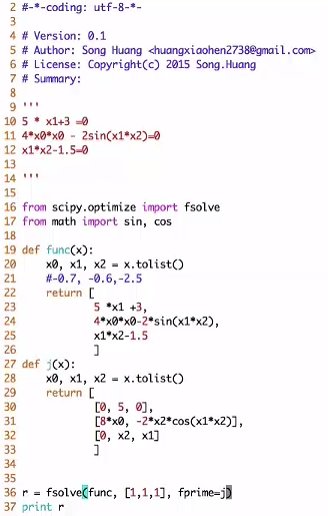 2 #-*-coding: utf-8-*-
3
4 # Version: 0.1
5 # Author: Song Huang <huangxiaohen2738@gmail.com>
6 # License: Copyright(c) 2015 Song.Huang
7 # Summary:
8
9 '''
10 5 * x1+3 =0
11 4*x0*x0 - 2sin(x1*x2)=0
12 x1*x2-1.5=0
13
14 '''
15
16 from scipy.optimize import fsolve
17 from math import sin, cos
18
19 def func(x):
20     x0, x1, x2 = x.tolist()
21     #-0.7, -0.6,-2.5
22     return [
23             5 *x1 +3,
24             4*x0*x0-2*sin(x1*x2),
25             x1*x2-1.5
26             ]
27 def j(x):
28     x0, x1, x2 = x.tolist()
29     return [
30             [0, 5, 0],
31             [8*x0, -2*x2*cos(x1*x2)],
32             [0, x2, x1]
33             ]
34
35
36 r = fsolve(func, [1,1,1], fprime=j)
37 print r